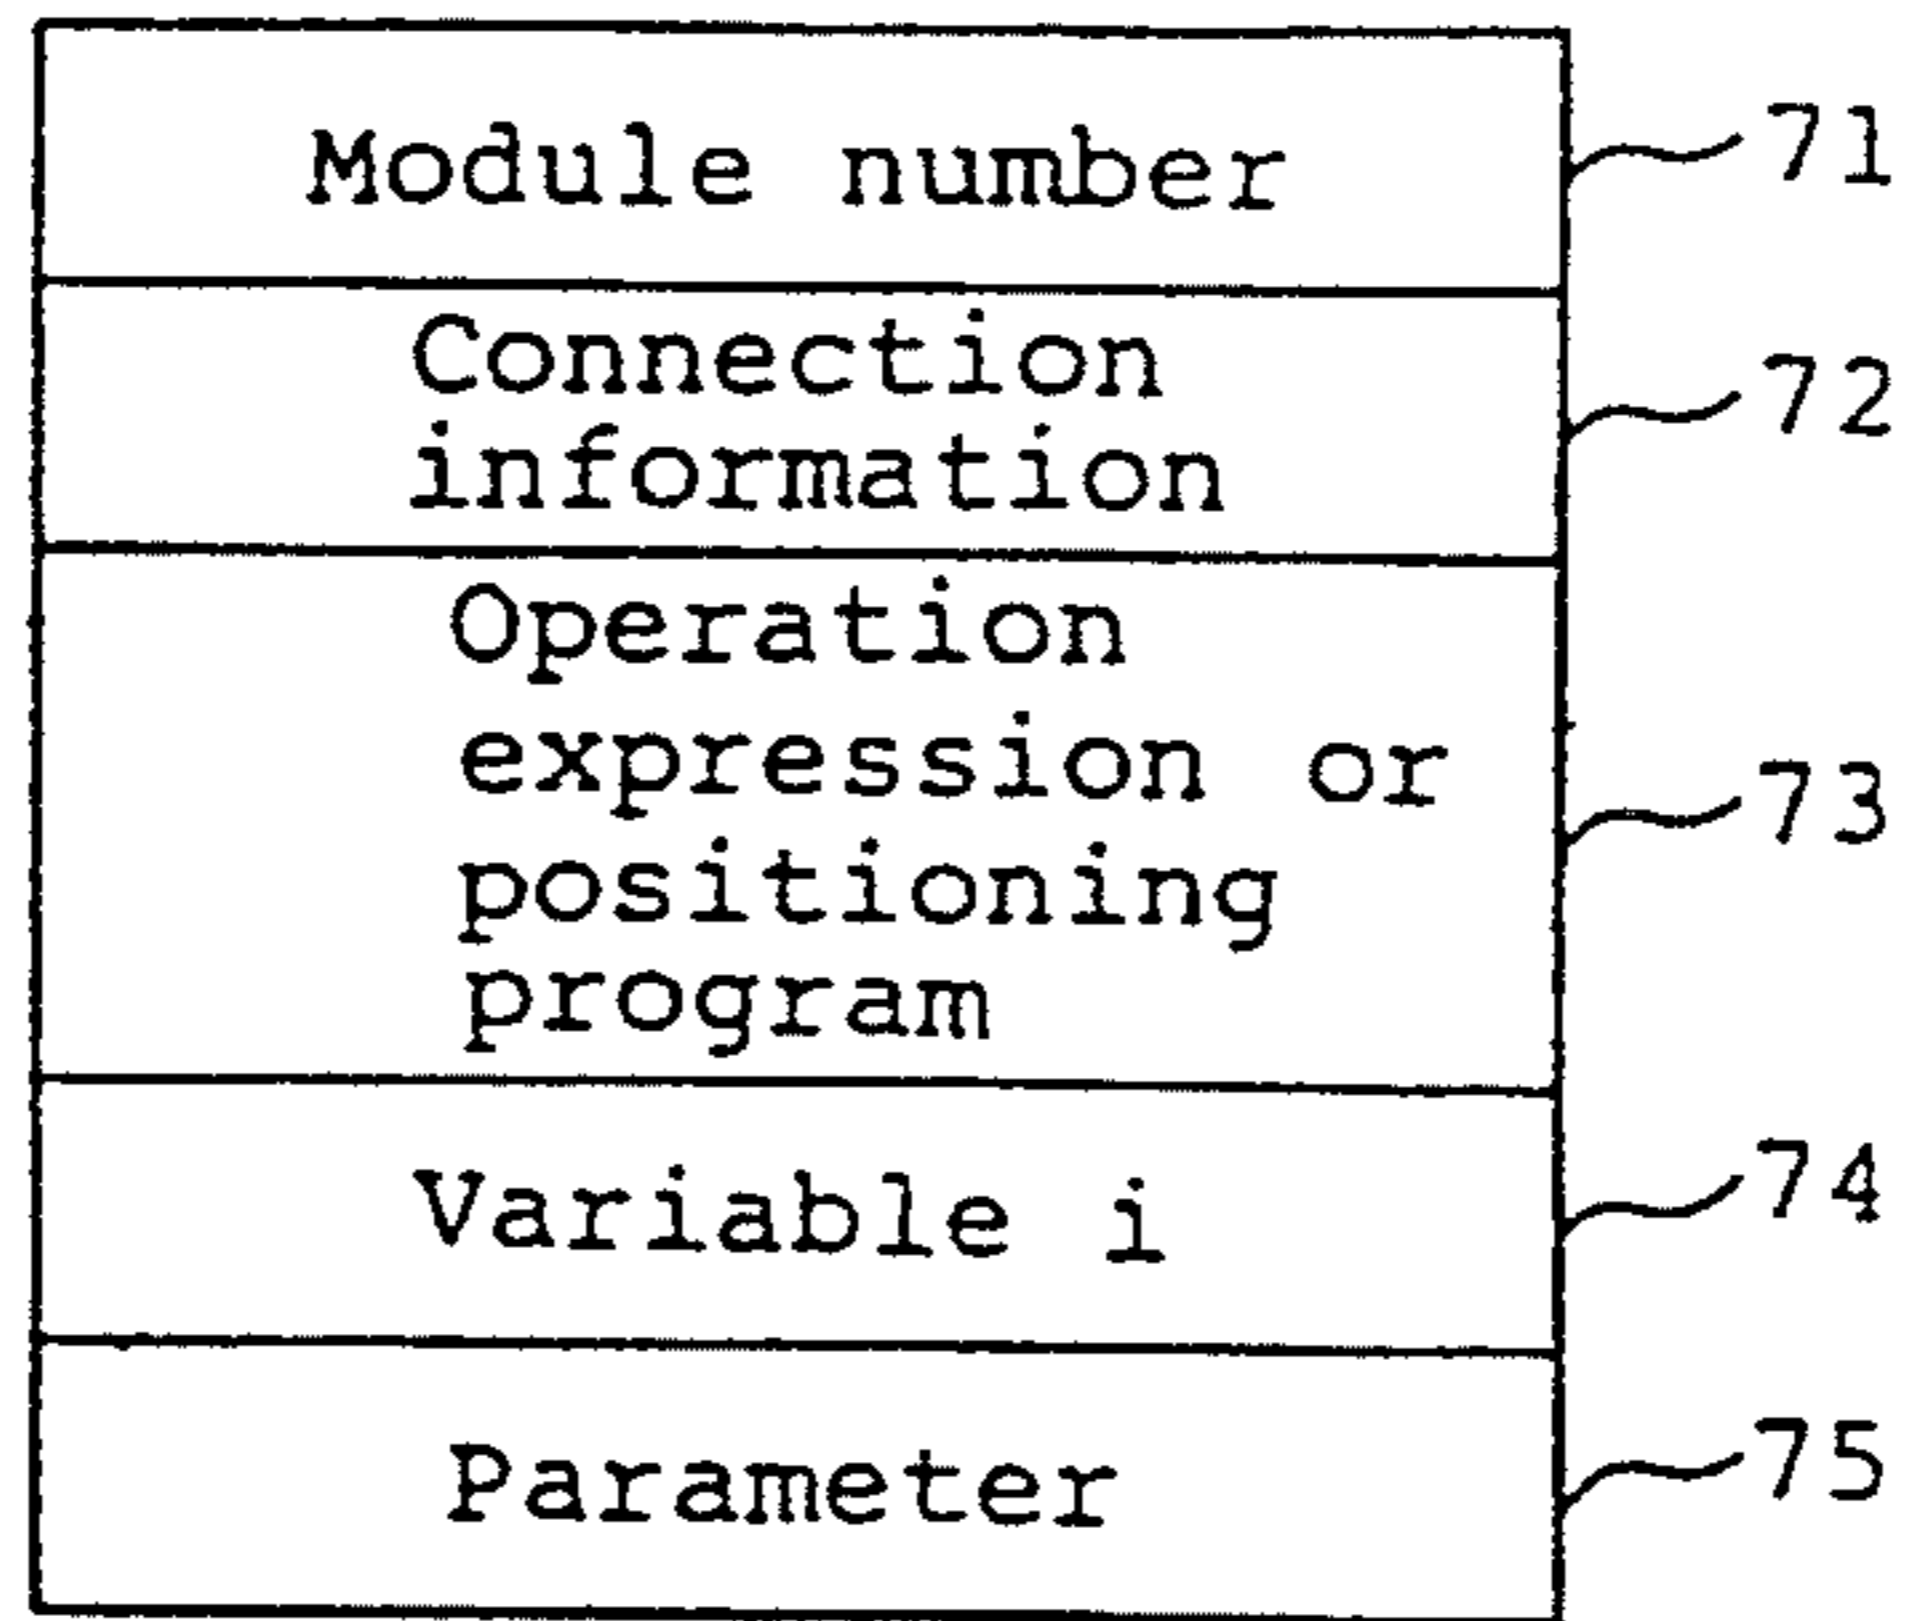 Module number 71
Connection 72
information
Operation
expression or
positioning 73
program
Variable i 74
Parameter 75